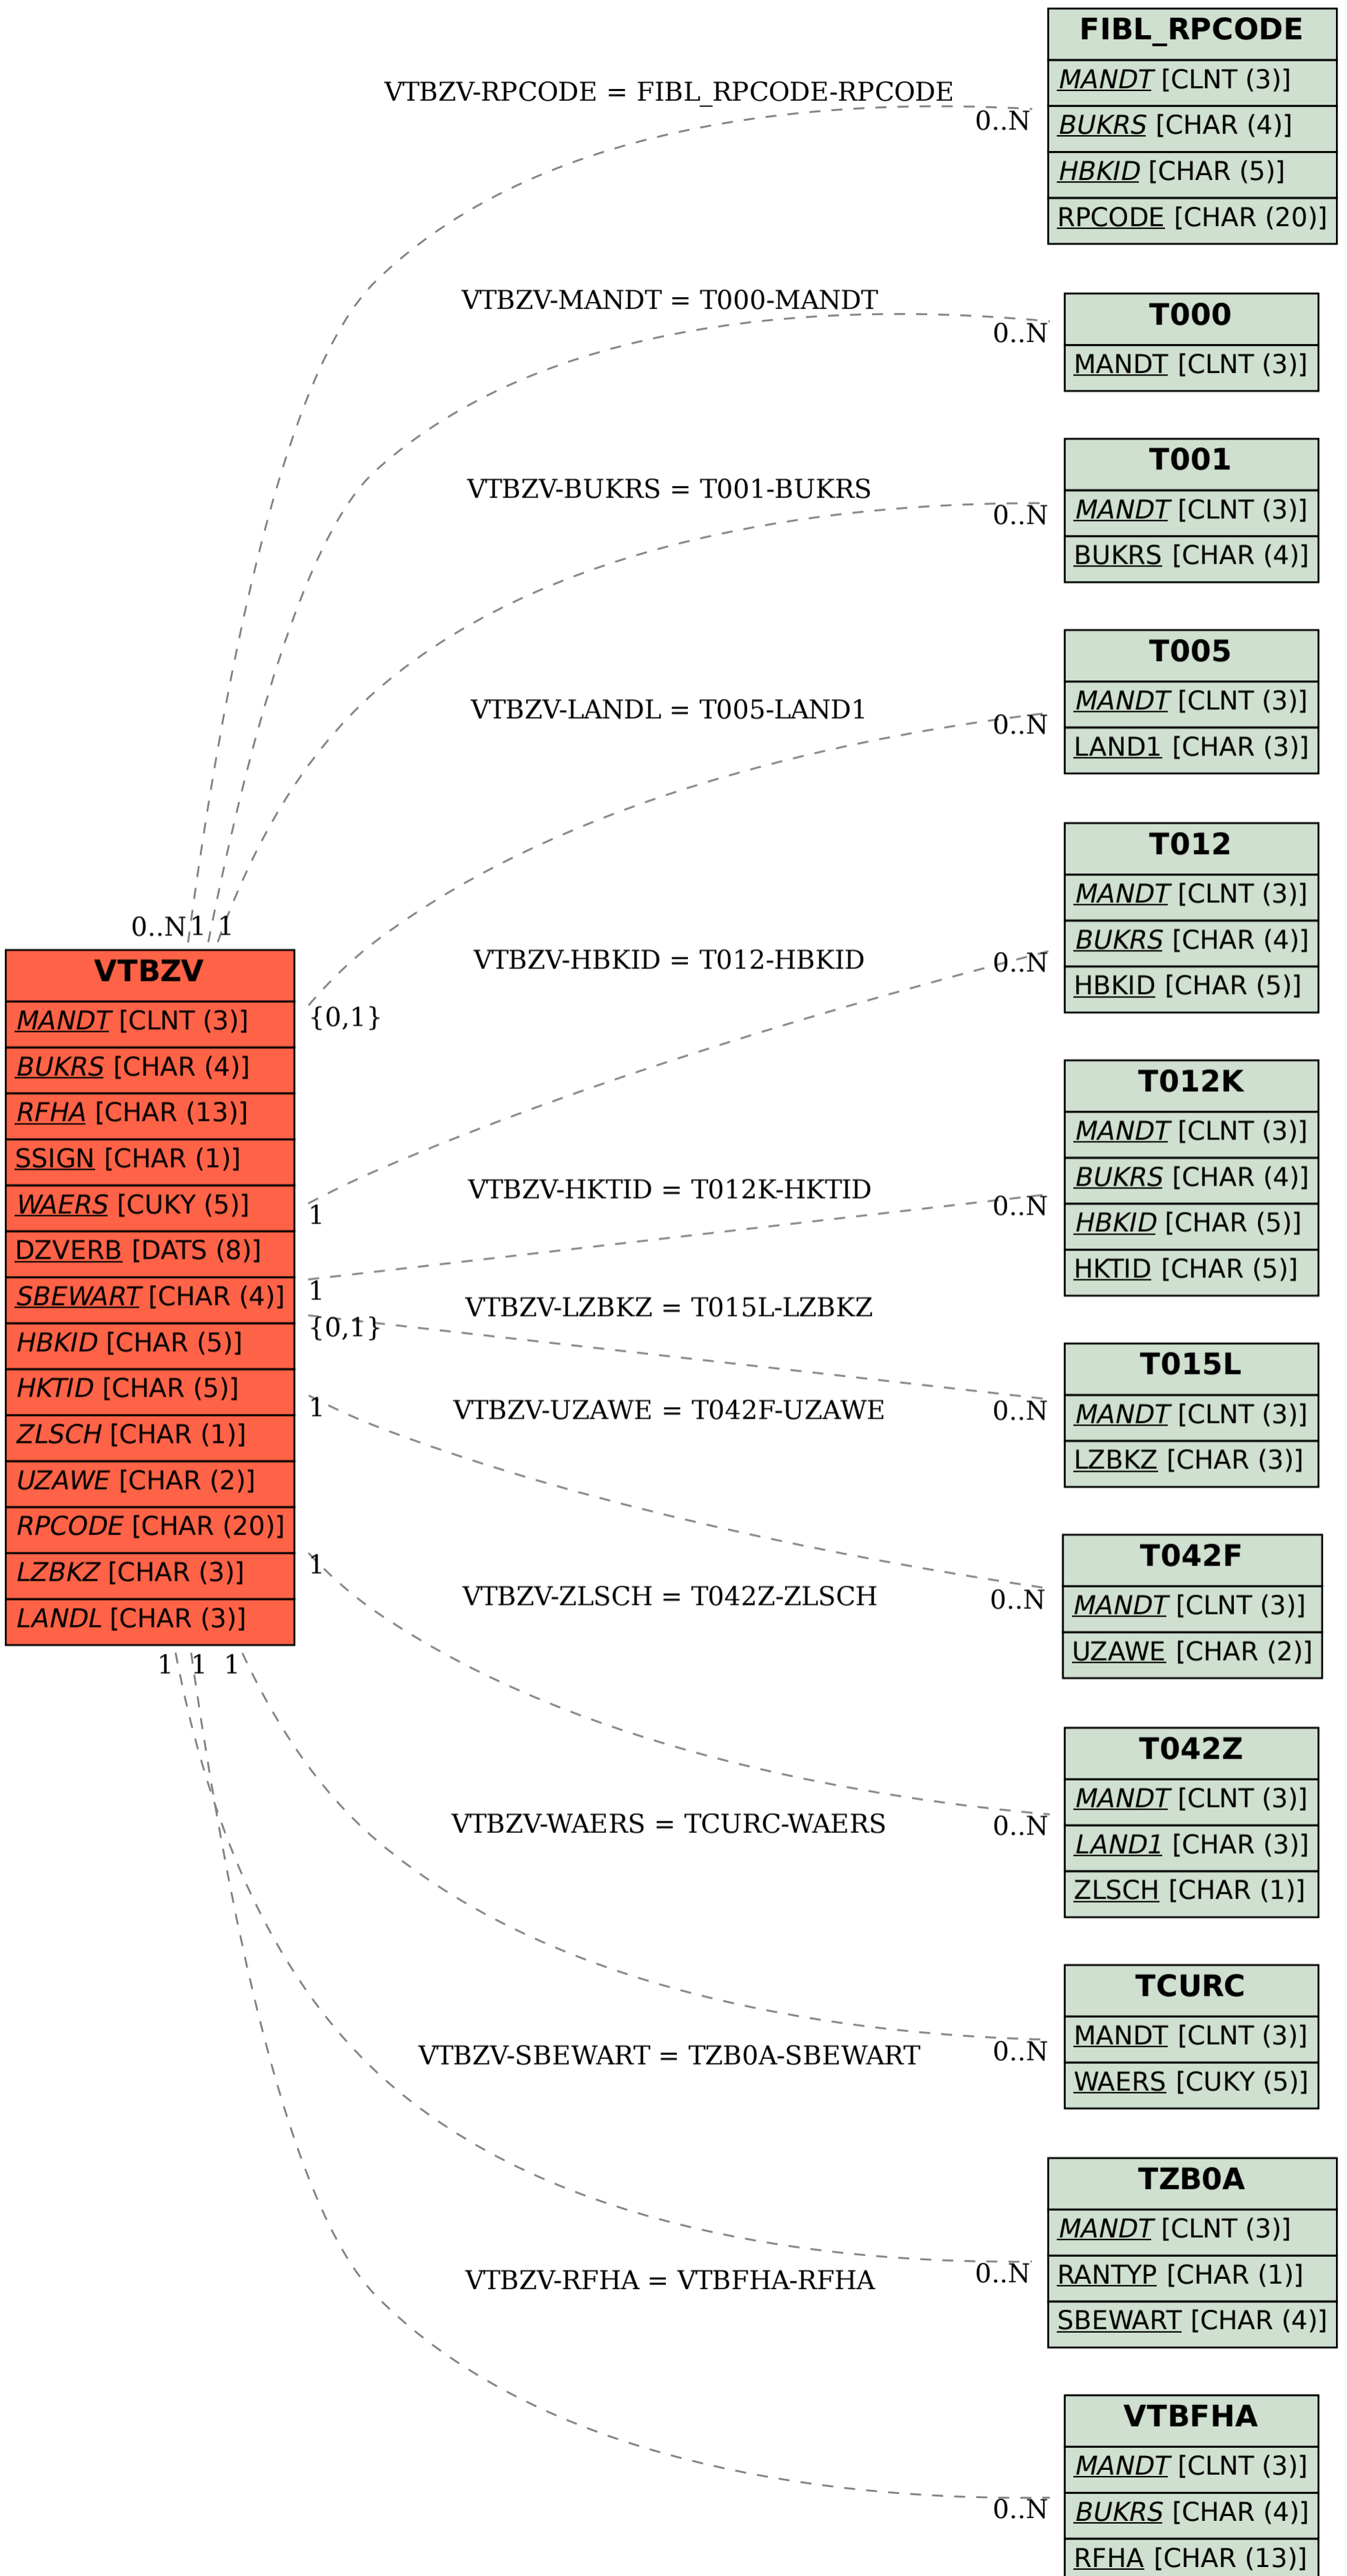 FIBL_RPCODE
MANDT [CLNT (3)]
BUKRS [CHAR (4)]
HBKID [CHAR (5)]
RPCODE [CHAR (20)]
VTBZV-RPCODE = FIBL_RPCODE-RPCODE
0..N
VTBZV-MANDT = T000-MANDT
0..N
T000
MANDT [CLNT (3)]
VTBZV-BUKRS = T001-BUKRS
0..N
T001
MANDT [CLNT (3)]
BUKRS [CHAR (4)]
VTBZV-LANDL = T005-LAND1
0..N
T005
MANDT [CLNT (3)]
LAND1 [CHAR (3)]
VTBZV-HBKID = T012-HBKID
0..N
T012
MANDT [CLNT (3)]
BUKRS [CHAR (4)]
HBKID [CHAR (5)]
0..N 1 1
VTBZV
MANDT [CLNT (3)]
BUKRS [CHAR (4)]
RFHA [CHAR (13)]
SSIGN [CHAR (1)]
WAERS [CUKY (5)]
DZVERB [DATS (8)]
SBEWART [CHAR (4)]
HBKID [CHAR (5)]
HKTID [CHAR (5)]
ZLSCH [CHAR (1)]
UZAWE [CHAR (2)]
RPCODE [CHAR (20)]
LZBKZ [CHAR (3)]
LANDL [CHAR (3)]
{0,1}
1
1
{0,1}
1
1
1 1 1
VTBZV-HKTID = T012K-HKTID
0..N
T012K
MANDT [CLNT (3)]
BUKRS [CHAR (4)]
HBKID [CHAR (5)]
HKTID [CHAR (5)]
VTBZV-LZBKZ = T015L-LZBKZ
0..N
T015L
MANDT [CLNT (3)]
LZBKZ [CHAR (3)]
VTBZV-UZAWE = T042F-UZAWE
0..N
T042F
MANDT [CLNT (3)]
UZAWE [CHAR (2)]
VTBZV-ZLSCH = T042Z-ZLSCH
0..N
T042Z
MANDT [CLNT (3)]
LAND1 [CHAR (3)]
ZLSCH [CHAR (1)]
VTBZV-WAERS = TCURC-WAERS
0..N
TCURC
MANDT [CLNT (3)]
WAERS [CUKY (5)]
VTBZV-SBEWART = TZB0A-SBEWART
0..N
TZB0A
MANDT [CLNT (3)]
RANTYP [CHAR (1)]
SBEWART [CHAR (4)]
VTBZV-RFHA = VTBFHA-RFHA
0..N
VTBFHA
MANDT [CLNT (3)]
BUKRS [CHAR (4)]
RFHA [CHAR (13)]